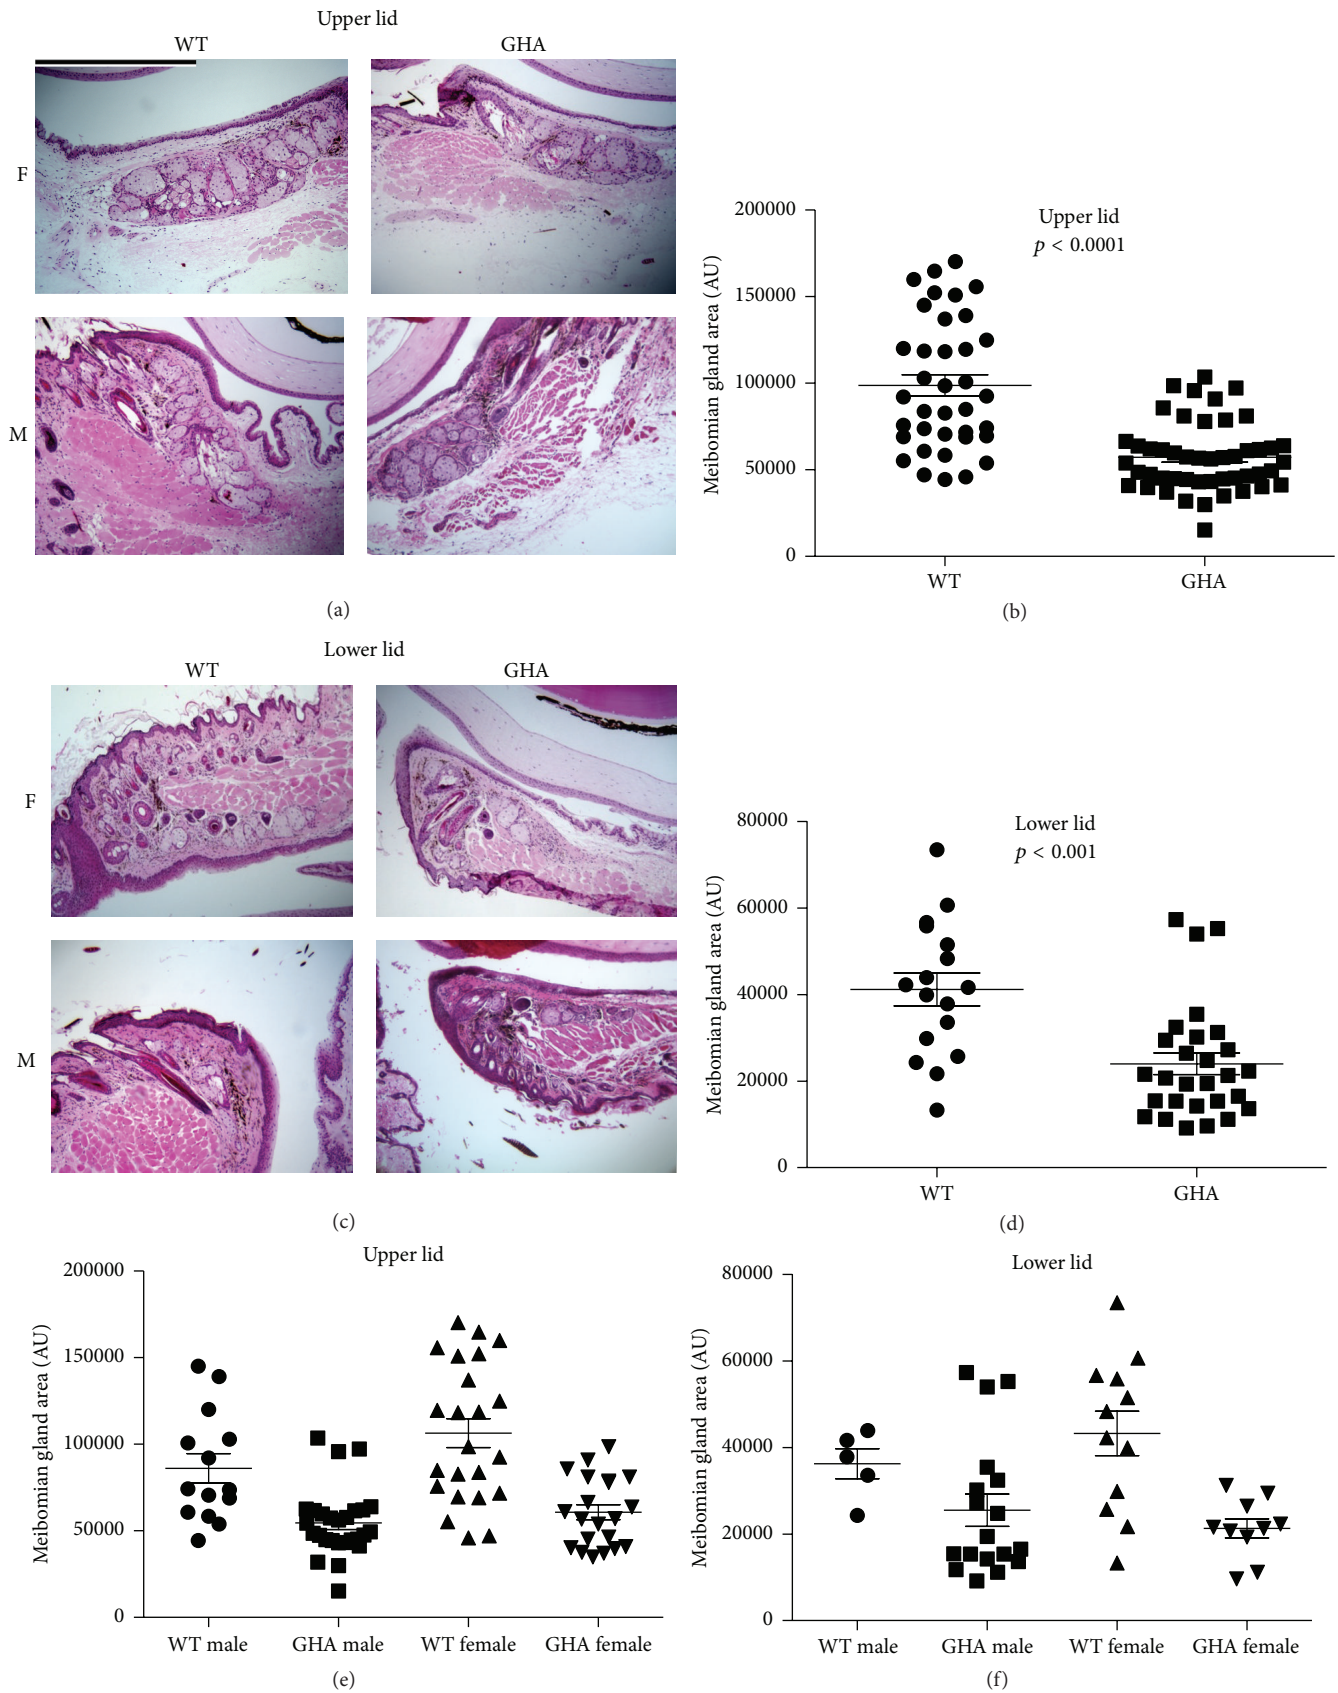 Upper lid
WT GHA
F
M
(a)
Upper lid
p < 0.0001
Meibomian gland area (AU)
200000
150000
100000
50000
0
WT GHA
(b)
Lower lid
WT GHA
F
M
(c)
Lower lid
p < 0.001
Meibomian gland area (AU)
80000
60000
40000
20000
0
WT GHA
(d)
Upper lid
Meibomian gland area (AU)
200000
150000
100000
50000
0
WT male GHA male WT female GHA female
(e)
Lower lid
Meibomian gland area (AU)
80000
60000
40000
20000
0
WT male GHA male WT female GHA female
(f)